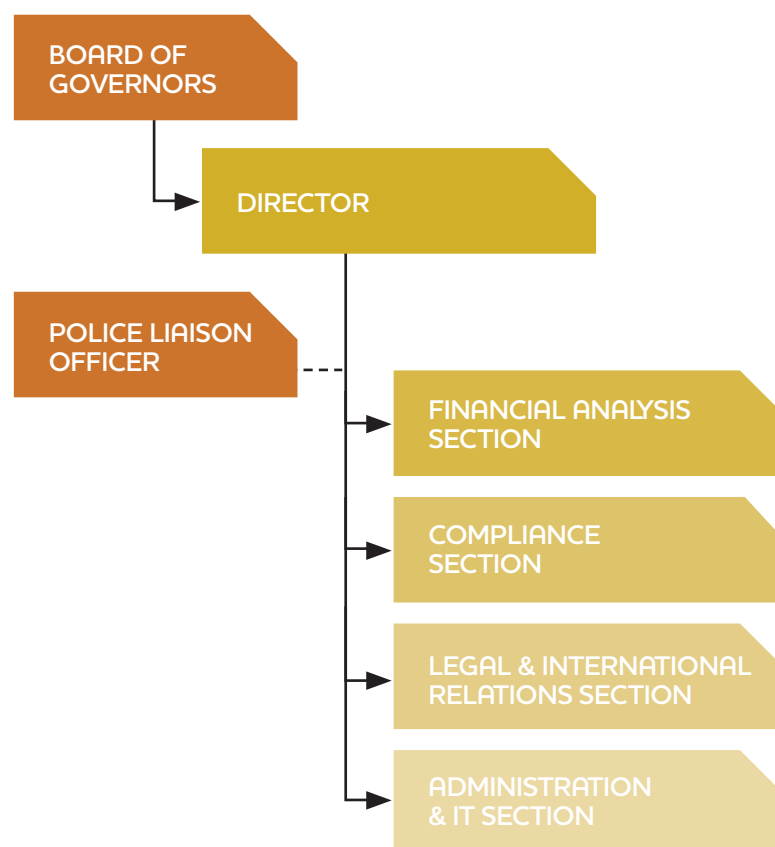 BOARD OF
GOVERNORS
DIRECTOR
POLICE LIAISON
OFFICER
FINANCIAL ANALYSIS
SECTION
COMPLIANCE
SECTION
LEGAL & INTERNATIONAL
RELATIONS SECTION
ADMINISTRATION
& IT SECTION